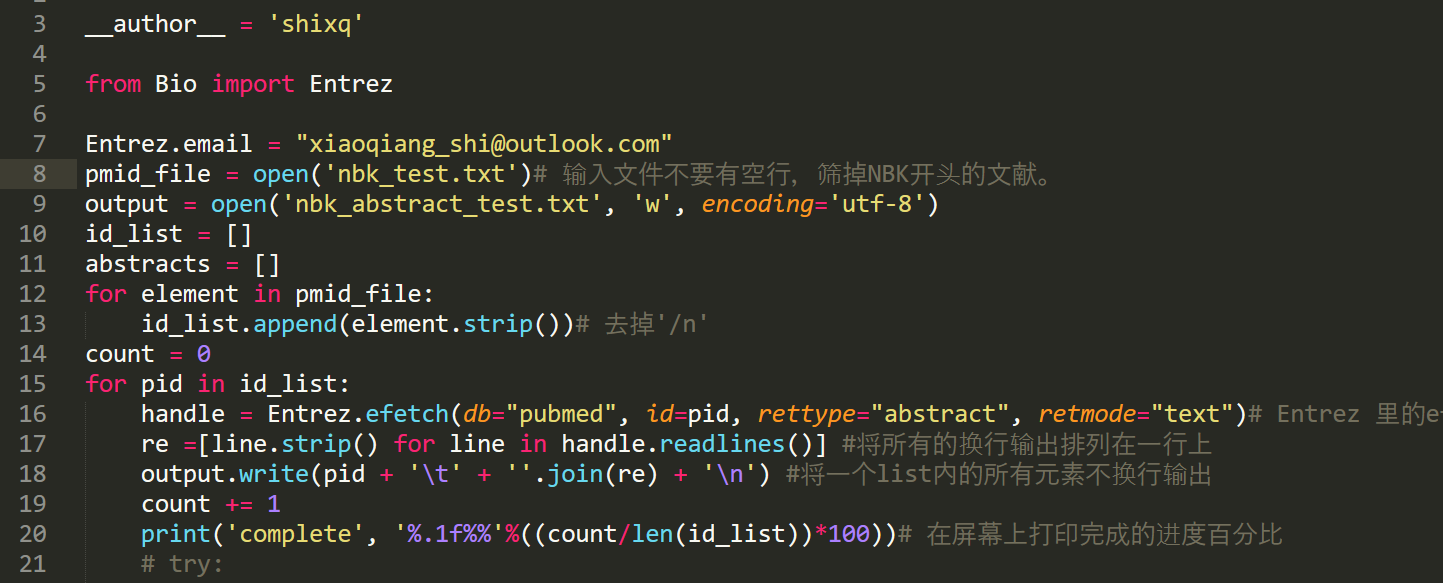 3 __author__ = 'shixq'
4
5 from Bio import Entrez
6
7 Entrez.email = "xiaoqiang_shi@outlook.com"
8 pmid_file = open('nbk_test.txt')# 输入文件不要有空行，筛掉NBK开头的文献。
9 output = open('nbk_abstract_test.txt', 'w', encoding='utf-8')
10 id_list = []
11 abstracts = []
12 for element in pmid_file:
13     id_list.append(element.strip())# 去掉'/n'
14 count = 0
15 for pid in id_list:
16     handle = Entrez.efetch(db="pubmed", id=pid, rettype="abstract", retmode="text")# Entrez 里的e
17     re =[line.strip() for line in handle.readlines()] #将所有的换行输出排列在一行上
18     output.write(pid + '\t' + ''.join(re) + '\n') #将一个list内的所有元素不换行输出
19     count += 1
20     print('complete', '%.1f%%'%((count/len(id_list))*100))# 在屏幕上打印完成的进度百分比
21     # try: